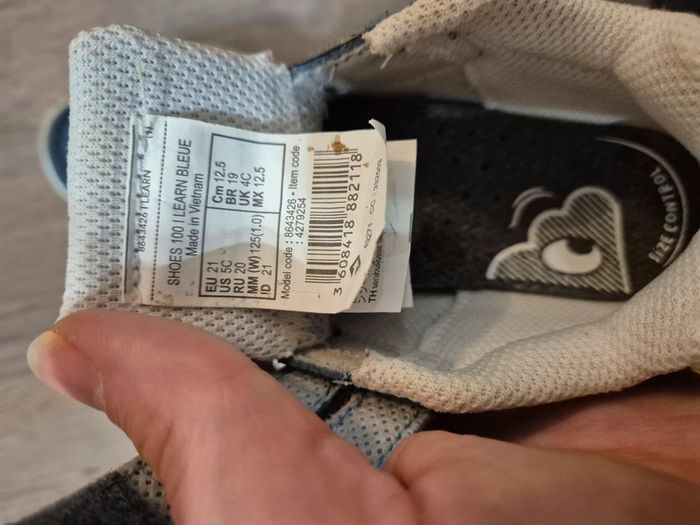 8643426 I LEARN
SHOES 100 I LEARN BLEUE
Made in Vietnam
EU 21 Cm 12.5
US 5C BR 19
RU 20 UK 4C
MM (W)125(1.0) MX 12.5
ID 21
Model code : 8643426 - Item code
: 4279254
3 608418 882118
SIZE CONTROL